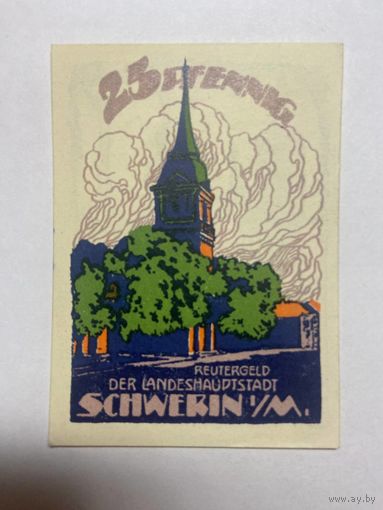 25 PFENNIG
REUTERGELD
DER LANDESHAUPTSTADT
SCHWERIN I/M.
www.ay.by